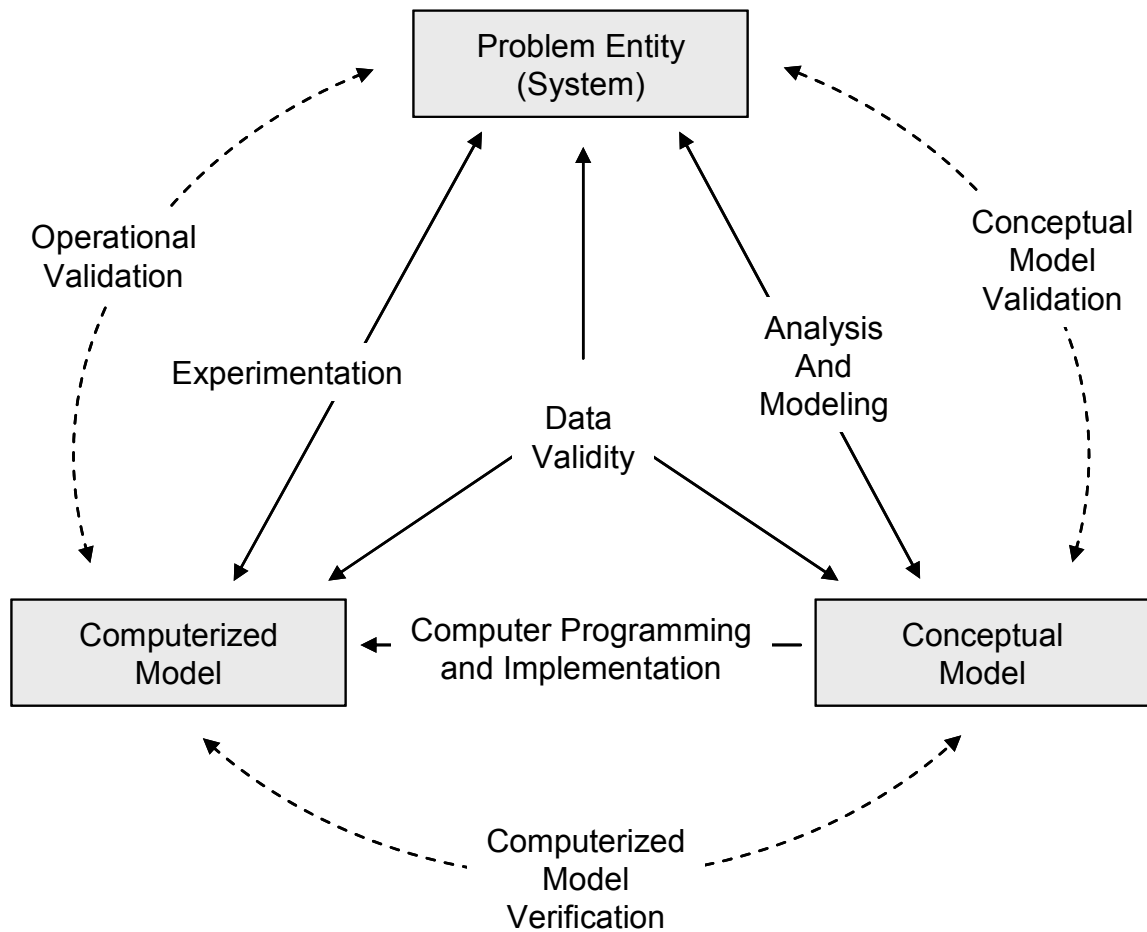 Problem Entity
(System)
Operational
Validation
Conceptual
Model
Validation
Experimentation
Analysis
And
Modeling
Data
Validity
Computerized
Model
Computer Programming
and Implementation
Conceptual
Model
Computerized
Model
Verification